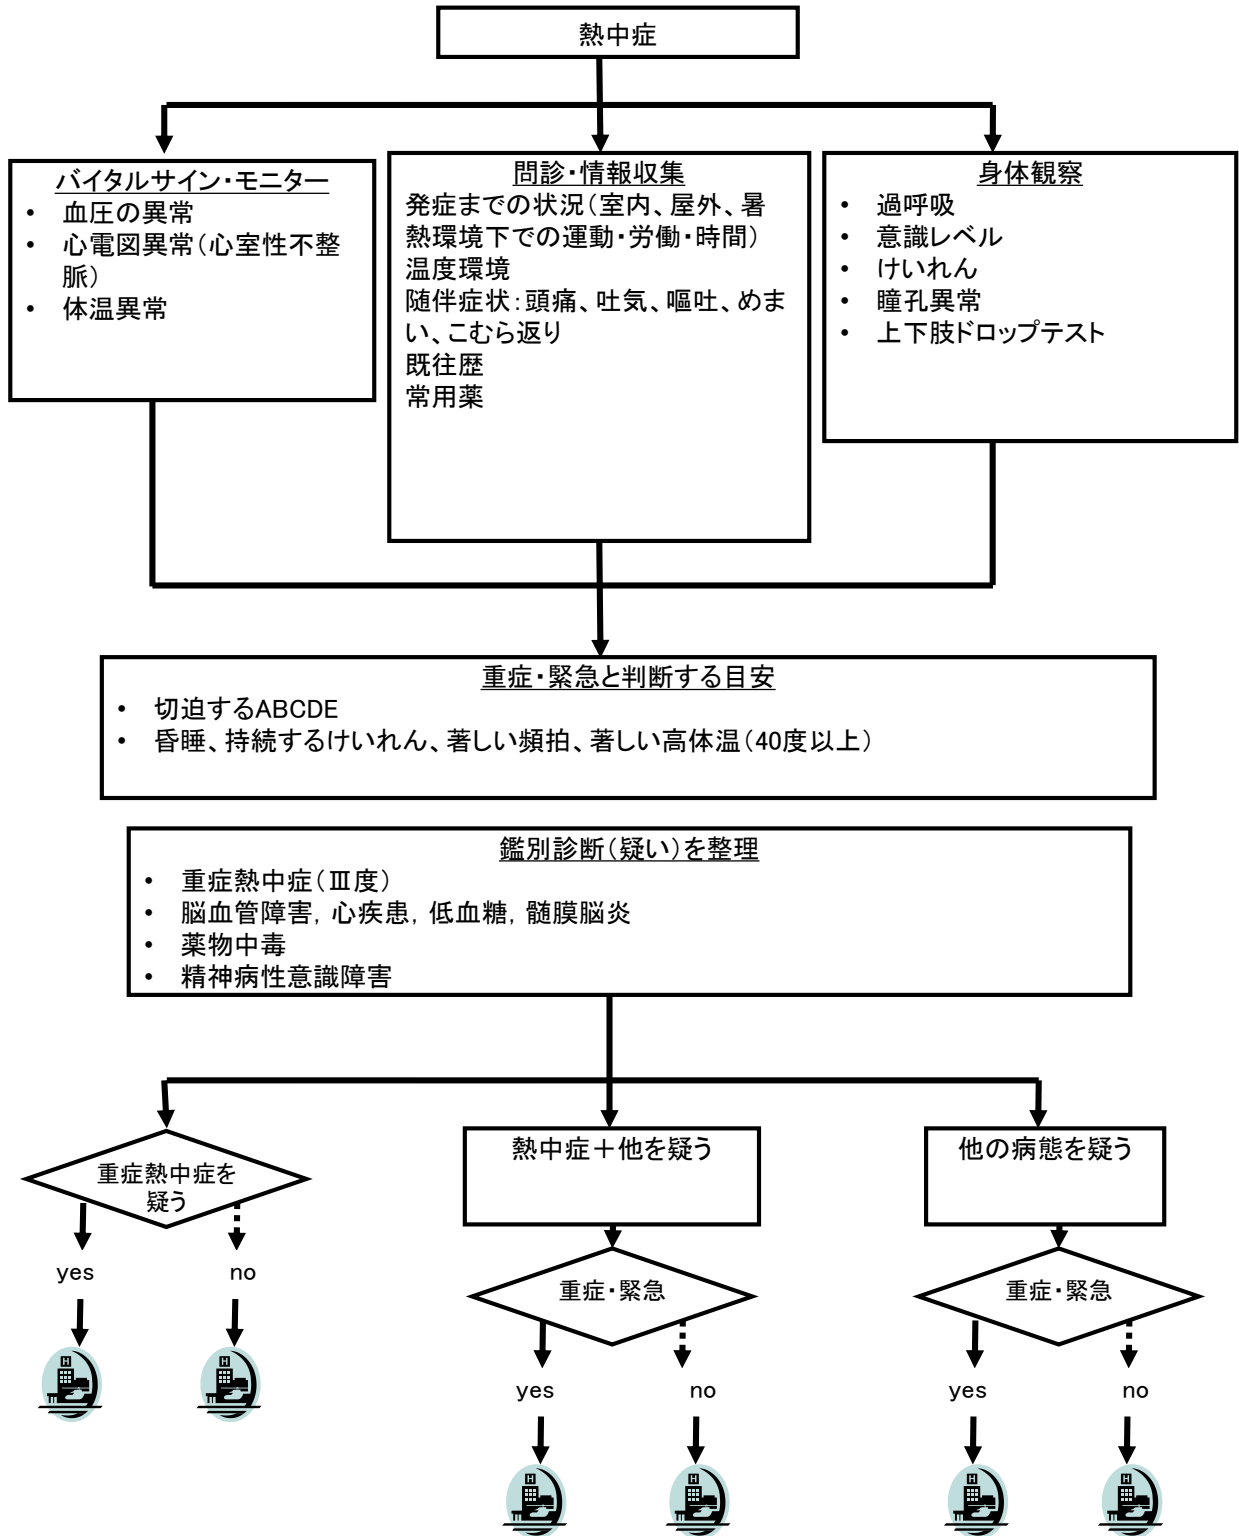 熱中症
バイタルサイン・モニター
• 血圧の異常
• 心電図異常（心室性不整
脈）
• 体温異常
問診・情報収集
発症までの状況（室内、屋外、暑
熱環境下での運動・労働・時間）
温度環境
随伴症状：頭痛、吐気、嘔吐、めま
い、こむら返り
既往歴
常用薬
身体観察
• 過呼吸
• 意識レベル
• けいれん
• 瞳孔異常
• 上下肢ドロップテスト
重症・緊急と判断する目安
• 切迫するABCDE
• 昏睡、持続するけいれん、著しい頻拍、著しい高体温（40度以上）
鑑別診断（疑い）を整理
• 重症熱中症（Ⅲ度）
• 脳血管障害，心疾患，低血糖，髄膜脳炎
• 薬物中毒
• 精神病性意識障害
重症熱中症を
疑う
yes
no
H
H
熱中症＋他を疑う
重症・緊急
yes
no
H
H
他の病態を疑う
重症・緊急
yes
no
H
H